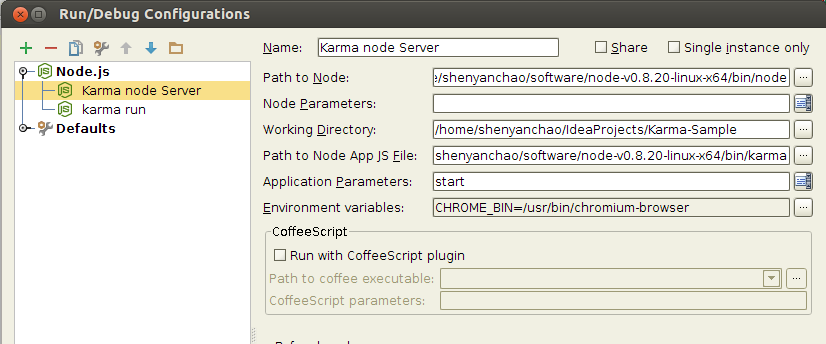 Run/Debug Configurations
Name: Karma node Server Share Single instance only
Node.js
Karma node Server
karma run
Defaults
Path to Node: :/shenyanchao/software/node-v0.8.20-linux-x64/bin/node ...
Node Parameters:
Working Directory: /home/shenyanchao/IdeaProjects/Karma-Sample ...
Path to Node App JS File: shenyanchao/software/node-v0.8.20-linux-x64/bin/karma ...
Application Parameters: start
Environment variables: CHROME_BIN=/usr/bin/chromium-browser ...
CoffeeScript
Run with CoffeeScript plugin
Path to coffee executable: ...
CoffeeScript parameters: